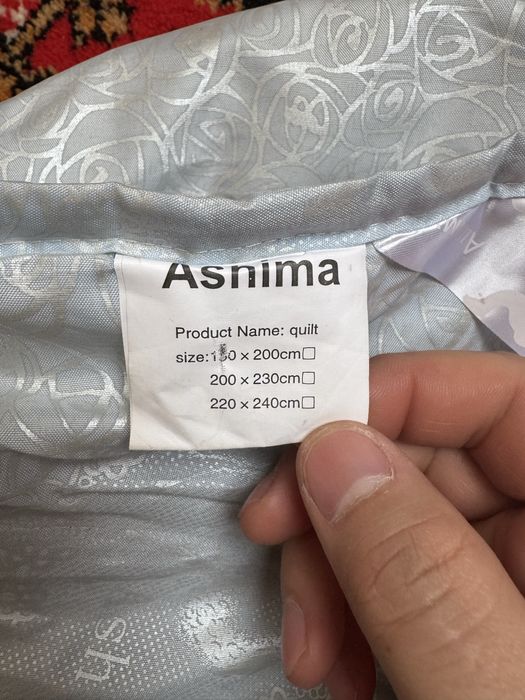 Ashima
Product Name: quilt
size: 200cm☐
200 × 230cm☐
220 × 240cm☐